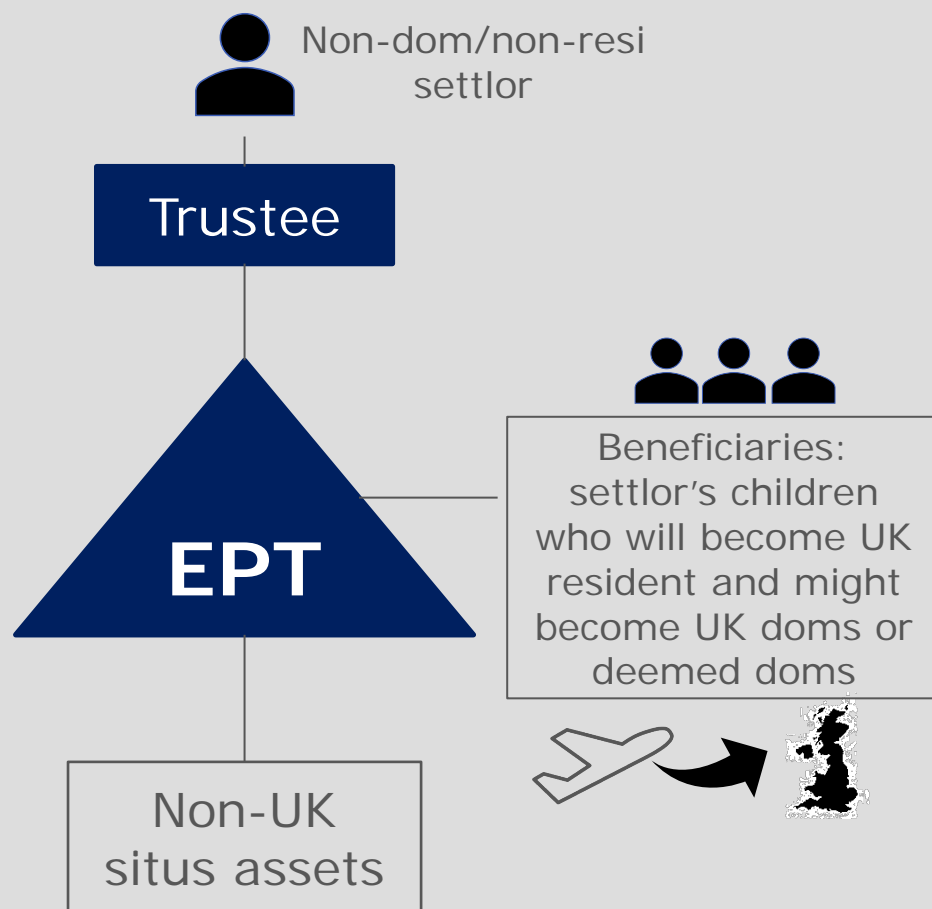 Non-dom/non-resi
settlor
Trustee
EPT
Beneficiaries:
settlor's children
who will become UK
resident and might
become UK doms or
deemed doms
Non-UK
situs assets